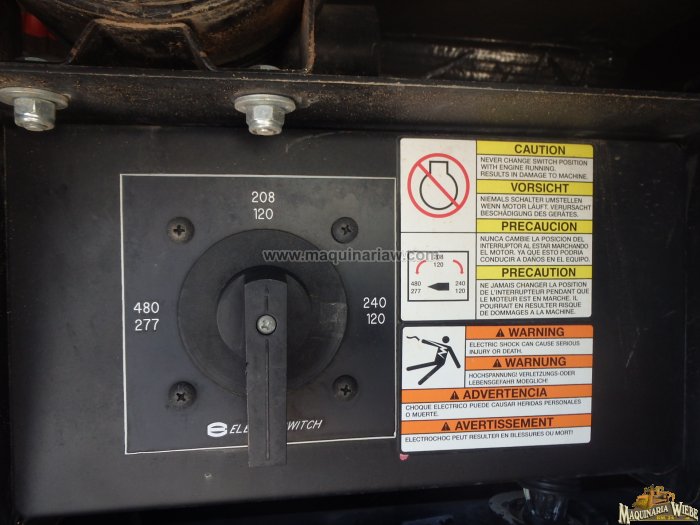 208
120
480
277
240
120
ELECTROSWITCH
www.maquinariaw.com
CAUTION
NEVER CHANGE SWITCH POSITION
WITH ENGINE RUNNING.
RESULTS IN DAMAGE TO MACHINE.
VORSICHT
NIEMALS SCHALTER UMSTELLEN
WENN MOTOR LÄUFT. VERURSACHT
BESCHÄDIGUNG DES GERÄTES.
PRECAUCION
NUNCA CAMBIE LA POSICION DEL
INTERRUPTOR AL ESTAR MARCHANDO
EL MOTOR. YA QUE ESTO PODRIA
CONDUCIR A DAÑOS EN EL EQUIPO.
PRECAUTION
NE JAMAIS CHANGER LA POSITION
DE L'INTERRUPTEUR PENDANT QUE
LE MOTEUR EST EN MARCHE. IL
POURRAIT EN RESULTER RISQUE
DE DOMMAGES A LA MACHINE.
208
120
480
277
240
120
WARNING
ELECTRIC SHOCK CAN CAUSE SERIOUS
INJURY OR DEATH.
WARNUNG
HOCHSPANNUNG! VERLETZUNGS-ODER
LEBENSGEFAHR MOEGLICH!
ADVERTENCIA
CHOQUE ELECTRICO PUEDE CAUSAR HERIDAS PERSONALES
O MUERTE.
AVERTISSEMENT
ELECTROCHOC PEUT RESULTER EN BLESSURES DU MORT!
MAQUINARIA WIEBE